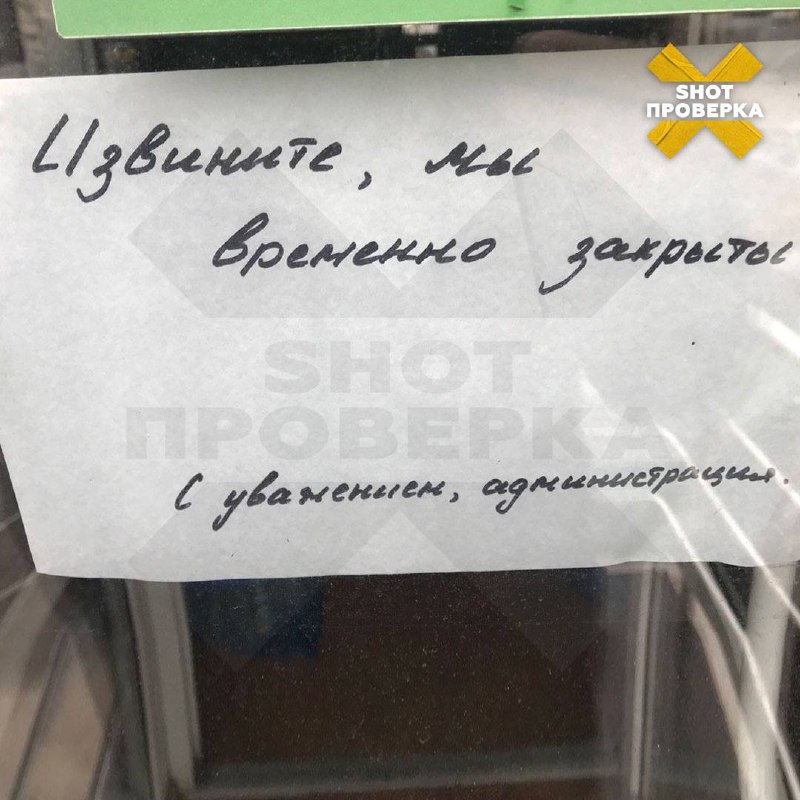 SHOT
ПРОВЕРКА
Извините, мы
временно закрыты
SHOT
ПРОВЕРКА
С уважением, администрация.